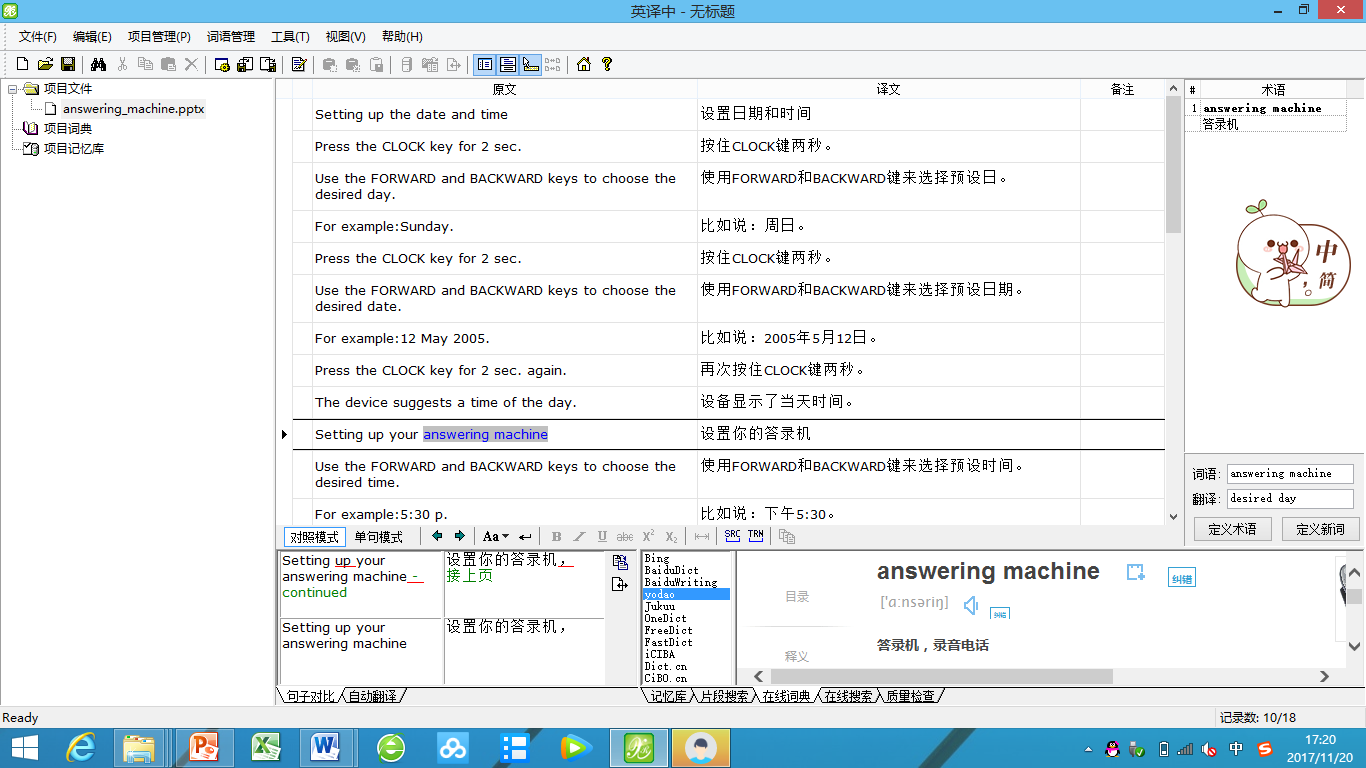 英译中 - 无标题
文件(F) 编辑(E) 项目管理(P) 词语管理 工具(T) 视图(V) 帮助(H)
项目文件
answering_machine.pptx
项目词典
项目记忆库
原文 译文 备注
Setting up the date and time 设置日期和时间
Press the CLOCK key for 2 sec. 按住CLOCK键两秒。
Use the FORWARD and BACKWARD keys to choose the 使用FORWARD和BACKWARD键来选择预设日。
desired day.
For example:Sunday. 比如说：周日。
Press the CLOCK key for 2 sec. 按住CLOCK键两秒。
Use the FORWARD and BACKWARD keys to choose the 使用FORWARD和BACKWARD键来选择预设日期。
desired date.
For example:12 May 2005. 比如说：2005年5月12日。
Press the CLOCK key for 2 sec. again. 再次按住CLOCK键两秒。
The device suggests a time of the day. 设备显示了当天时间。
Setting up your answering machine 设置你的答录机
Use the FORWARD and BACKWARD keys to choose the 使用FORWARD和BACKWARD键来选择预设时间。
desired time.
For example:5:30 p. 比如说：下午5:30。
# 术语
1 answering machine
答录机
中
，简
词语: answering machine
翻译: desired day
定义术语 定义新词
对照模式 单句模式 Aa B I U abc X² X₂ SRC TRN
Setting up your 设置你的答录机，
answering machine - 接上页
continued
Setting up your 设置你的答录机，
answering machine
句子对比 自动翻译
Bing
BaiduDict
BaiduWriting
yodao
Jukuu
OneDict
FreeDict
FastDict
iCIBA
Dict.cn
CiBO.cn
目录
释义
answering machine 纠错
['ɑ:nsəriŋ] 纠错
答录机，录音电话
记忆库 片段搜索 在线词典 在线搜索 质量检查
Ready 记录数: 10/18
中 17:20
2017/11/20